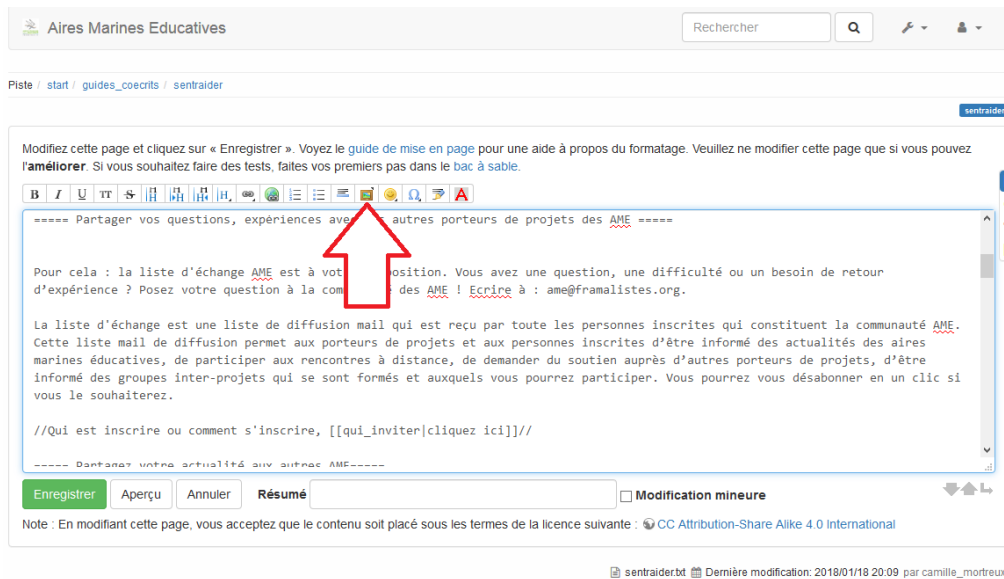 Aires Marines Educatives
Rechercher
Piste / start / guides_coecrits / sentraider
sentraider
Modifiez cette page et cliquez sur « Enregistrer ». Voyez le guide de mise en page pour une aide à propos du formatage. Veuillez ne modifier cette page que si vous pouvez
l'améliorer. Si vous souhaitez faire des tests, faites vos premiers pas dans le bac à sable.
B I U TT S H H H H, Ω A
===== Partager vos questions, expériences ave autres porteurs de projets des AME =====
Pour cela : la liste d'échange AME est à vot position. Vous avez une question, une difficulté ou un besoin de retour
d’expérience ? Posez votre question à la com é des AME ! Ecrire à : ame@framalistes.org.
La liste d'échange est une liste de diffusion mail qui est reçu par toute les personnes inscrites qui constituent la communauté AME.
Cette liste mail de diffusion permet aux porteurs de projets et aux personnes inscrites d’être informé des actualités des aires
marines éducatives, de participer aux rencontres à distance, de demander du soutien auprès d’autres porteurs de projets, d’être
informé des groupes inter-projets qui se sont formés et auxquels vous pourrez participer. Vous pourrez vous désabonner en un clic si
vous le souhaiterez.
//Qui est inscrire ou comment s'inscrire, [[qui_inviter|cliquez ici]]//
===== Partagez votre actualité aux autres AME=====
Enregistrer Aperçu Annuler Résumé Modification mineure
Note : En modifiant cette page, vous acceptez que le contenu soit placé sous les termes de la licence suivante : CC Attribution-Share Alike 4.0 International
sentraider.txt Dernière modification: 2018/01/18 20:09 par camille_mortreux